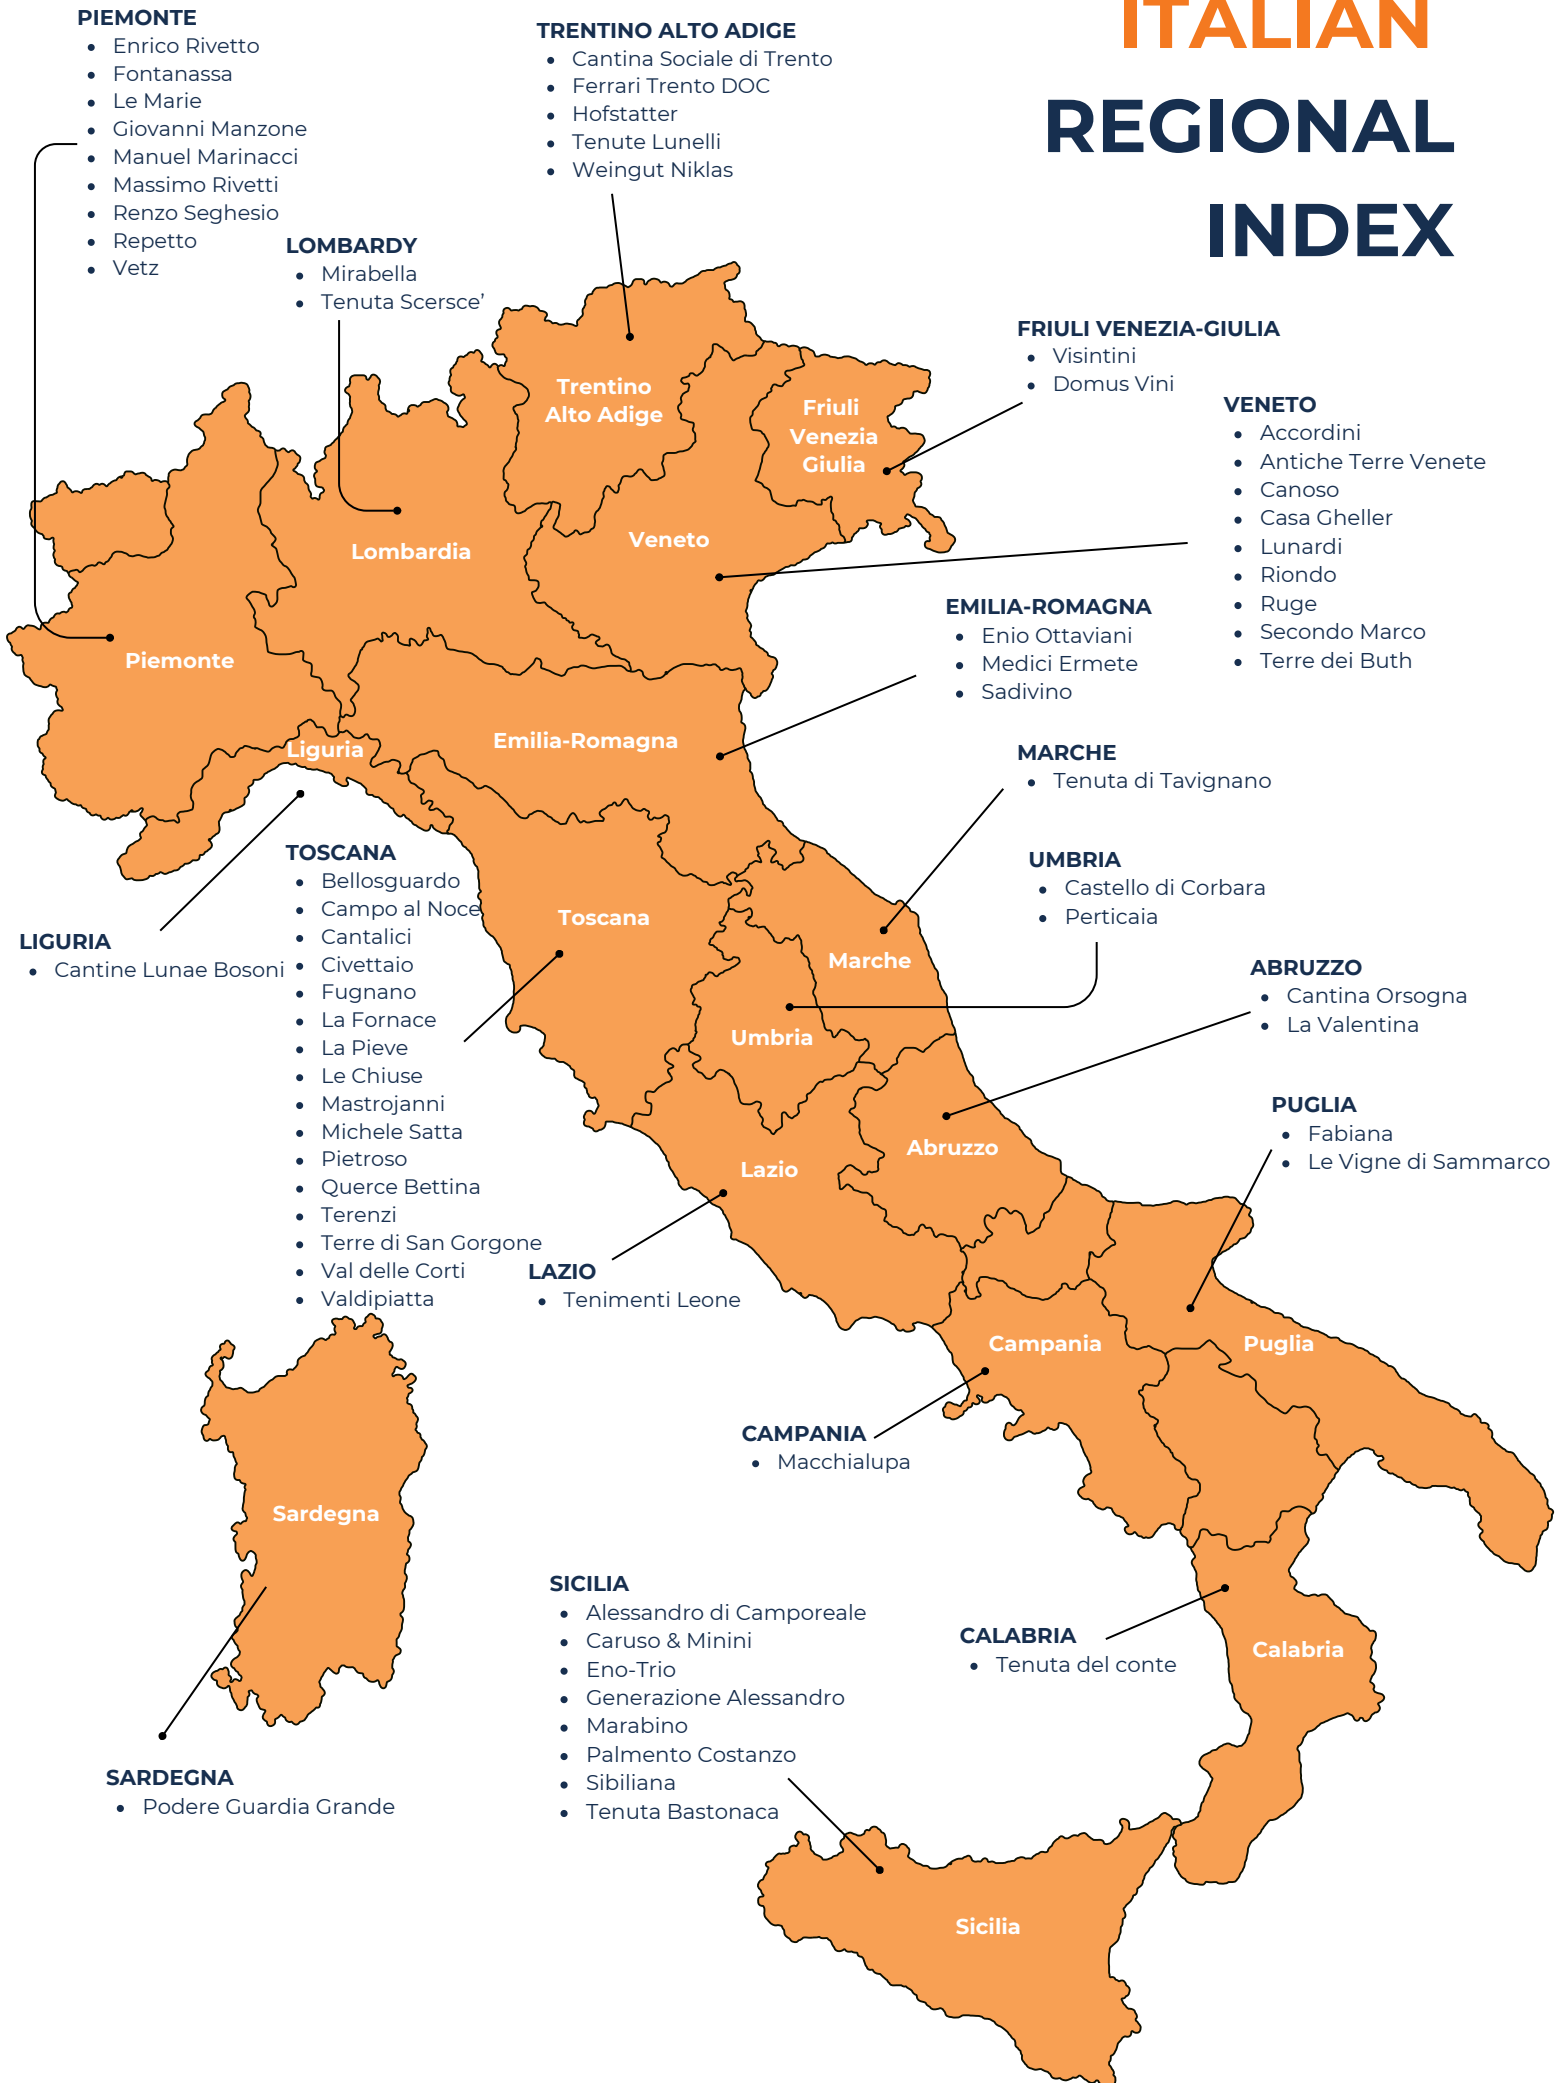 ITALIAN
REGIONAL
INDEX
PIEMONTE
• Enrico Rivetto
• Fontanassa
• Le Marie
• Giovanni Manzone
• Manuel Marinacci
• Massimo Rivetti
• Renzo Seghesio
• Repetto
• Vetz
TRENTINO ALTO ADIGE
• Cantina Sociale di Trento
• Ferrari Trento DOC
• Hofstatter
• Tenute Lunelli
• Weingut Niklas
LOMBARDY
• Mirabella
• Tenuta Scersce’
FRIULI VENEZIA-GIULIA
• Visintini
• Domus Vini
VENETO
• Accordini
• Antiche Terre Venete
• Canoso
• Casa Gheller
• Lunardi
• Riondo
• Ruge
• Secondo Marco
• Terre dei Buth
EMILIA-ROMAGNA
• Enio Ottaviani
• Medici Ermete
• Sadivino
MARCHE
• Tenuta di Tavignano
UMBRIA
• Castello di Corbara
• Perticaia
ABRUZZO
• Cantina Orsogna
• La Valentina
PUGLIA
• Fabiana
• Le Vigne di Sammarco
LIGURIA
• Cantine Lunae Bosoni
TOSCANA
• Bellosguardo
• Campo al Noce
• Cantalici
• Civettaio
• Fugnano
• La Fornace
• La Pieve
• Le Chiuse
• Mastrojanni
• Michele Satta
• Pietroso
• Querce Bettina
• Terenzi
• Terre di San Gorgone
• Val delle Corti
• Valdipiatta
LAZIO
• Tenimenti Leone
CAMPANIA
• Macchialupa
SICILIA
• Alessandro di Camporeale
• Caruso & Minini
• Eno-Trio
• Generazione Alessandro
• Marabino
• Palmento Costanzo
• Sibiliana
• Tenuta Bastonaca
CALABRIA
• Tenuta del conte
SARDEGNA
• Podere Guardia Grande
Trentino
Alto Adige
Friuli
Venezia
Giulia
Lombardia
Veneto
Piemonte
Liguria
Emilia-Romagna
Toscana
Marche
Umbria
Lazio
Abruzzo
Campania
Puglia
Sardegna
Calabria
Sicilia